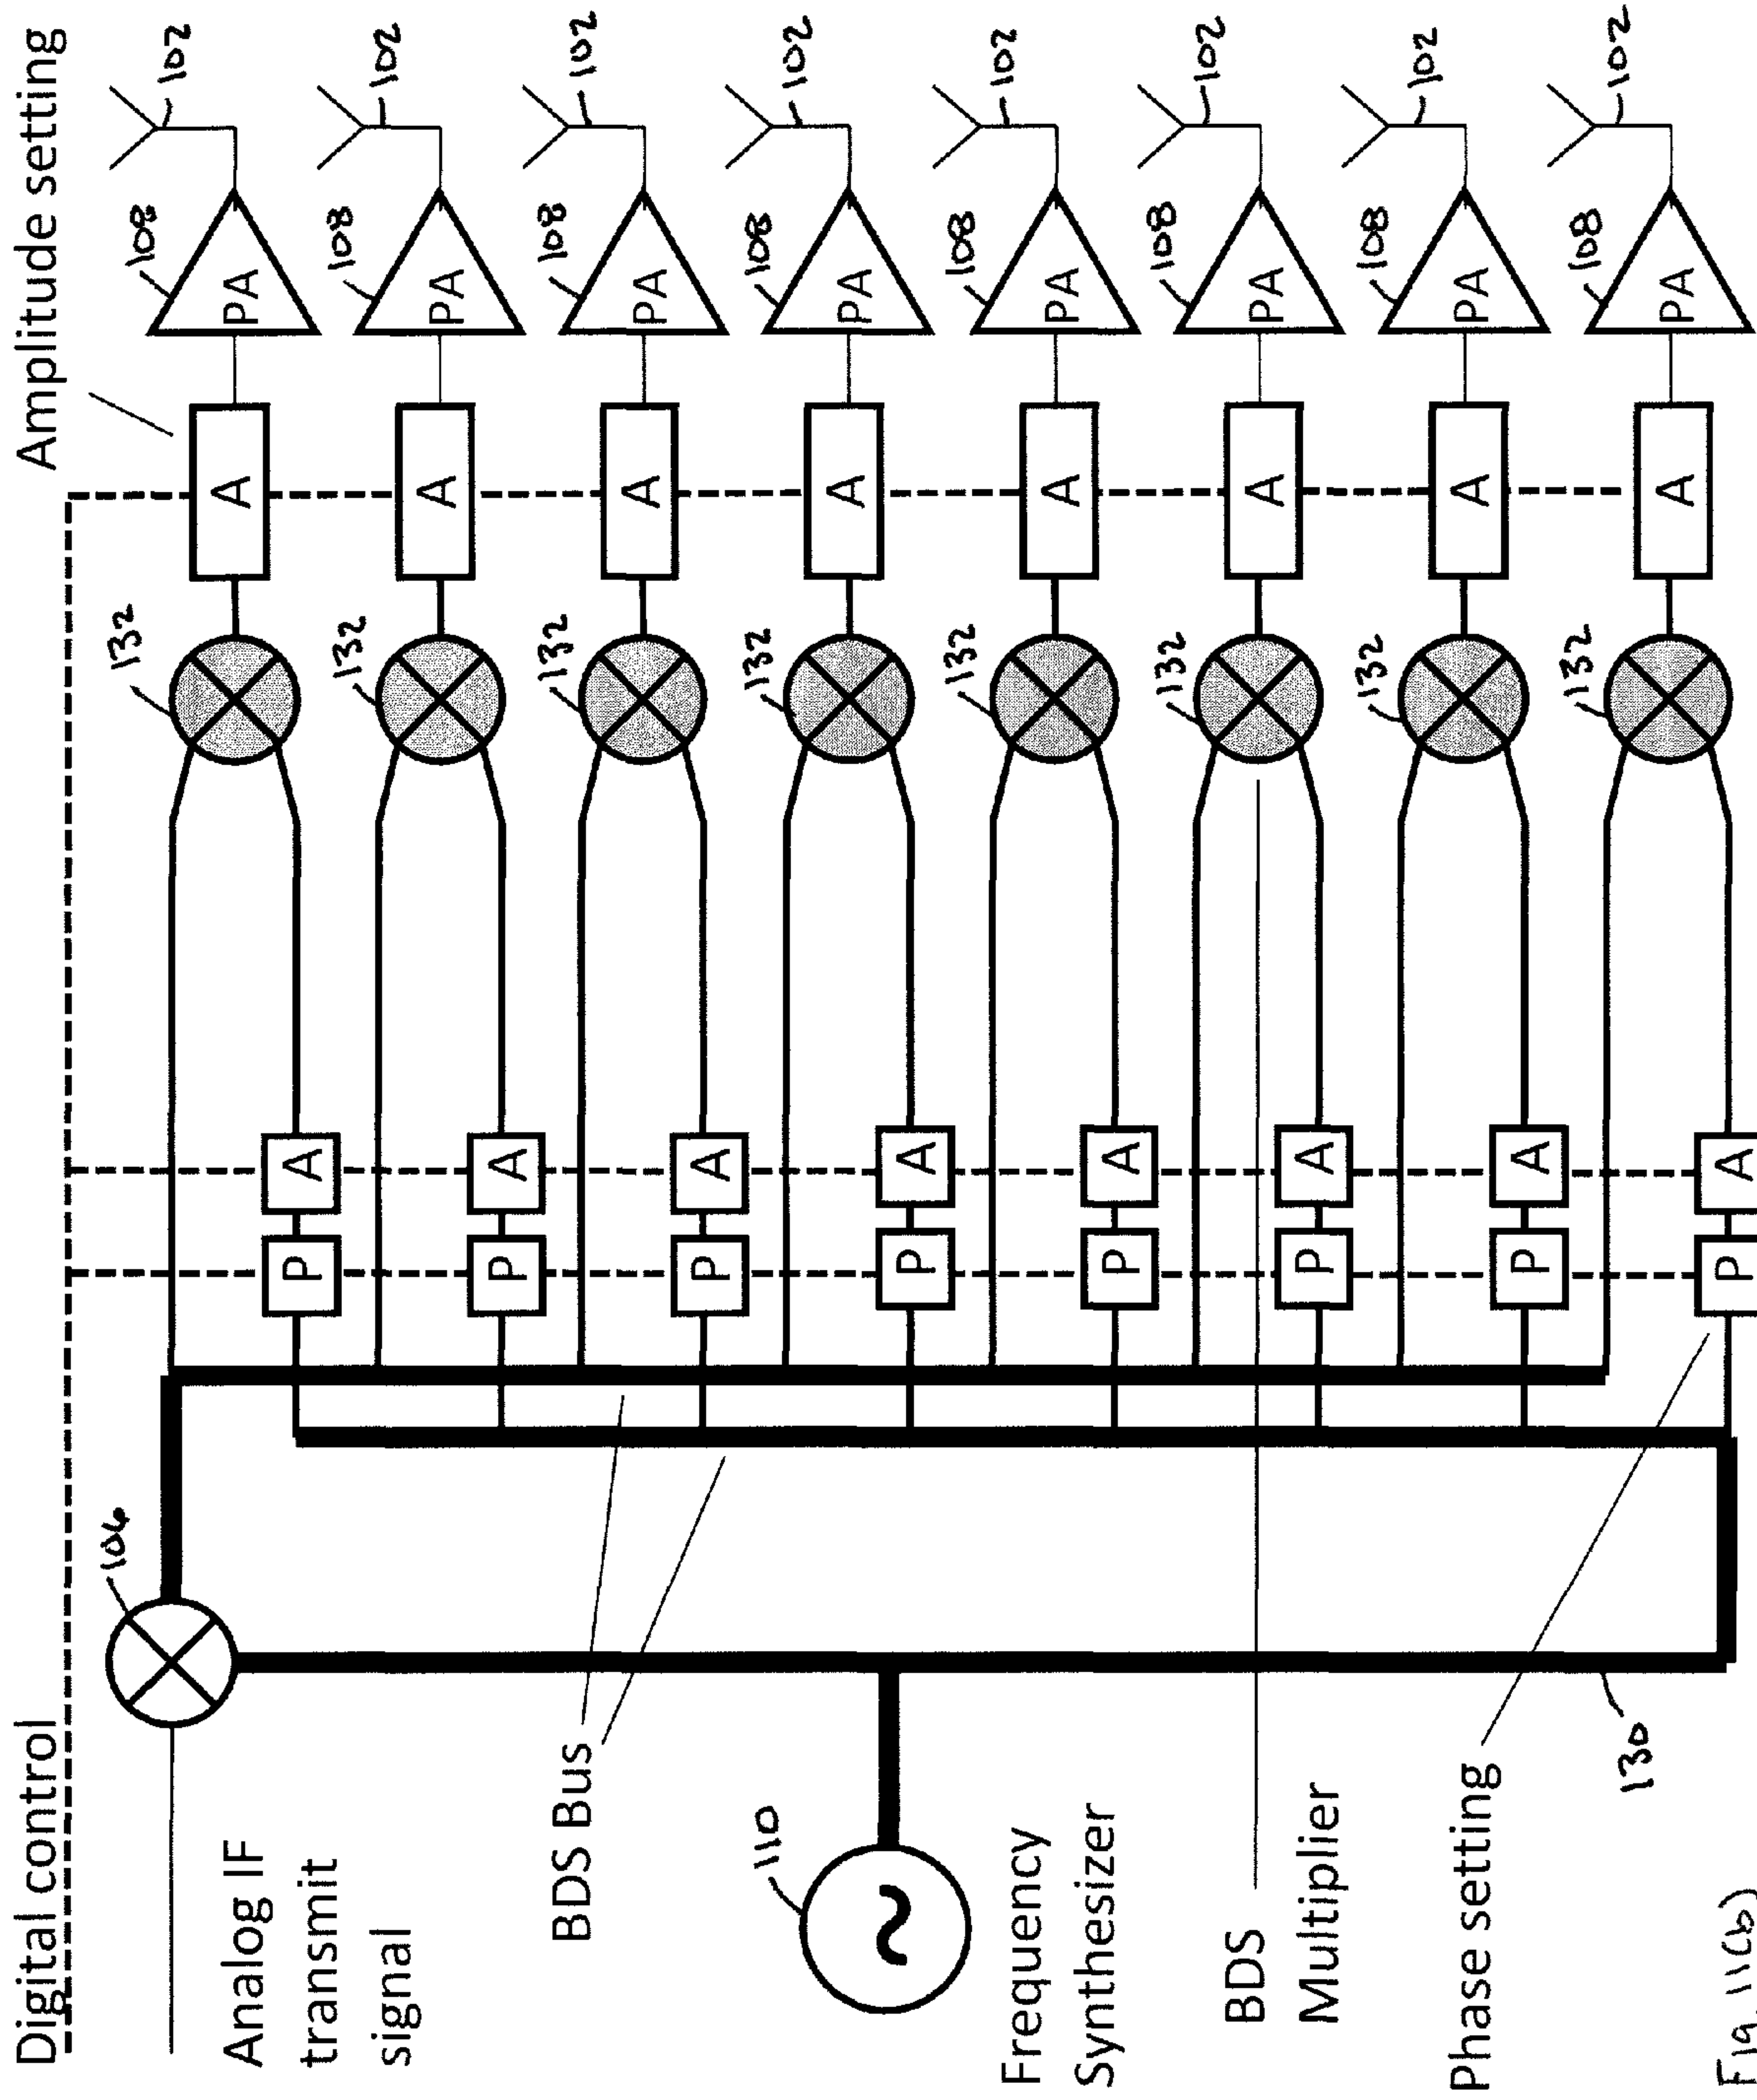 Digital control
Amplitude setting
Analog IF
transmit
signal
106
BDS Bus
110
Frequency
Synthesizer
BDS
Multiplier
Phase setting
130
P A 132 A PA 108 102
P A 132 A PA 108 102
P A 132 A PA 108 102
P A 132 A PA 108 102
P A 132 A PA 108 102
P A 132 A PA 108 102
P A 132 A PA 108 102
P A 132 A PA 108 102
Fig. 11(b)